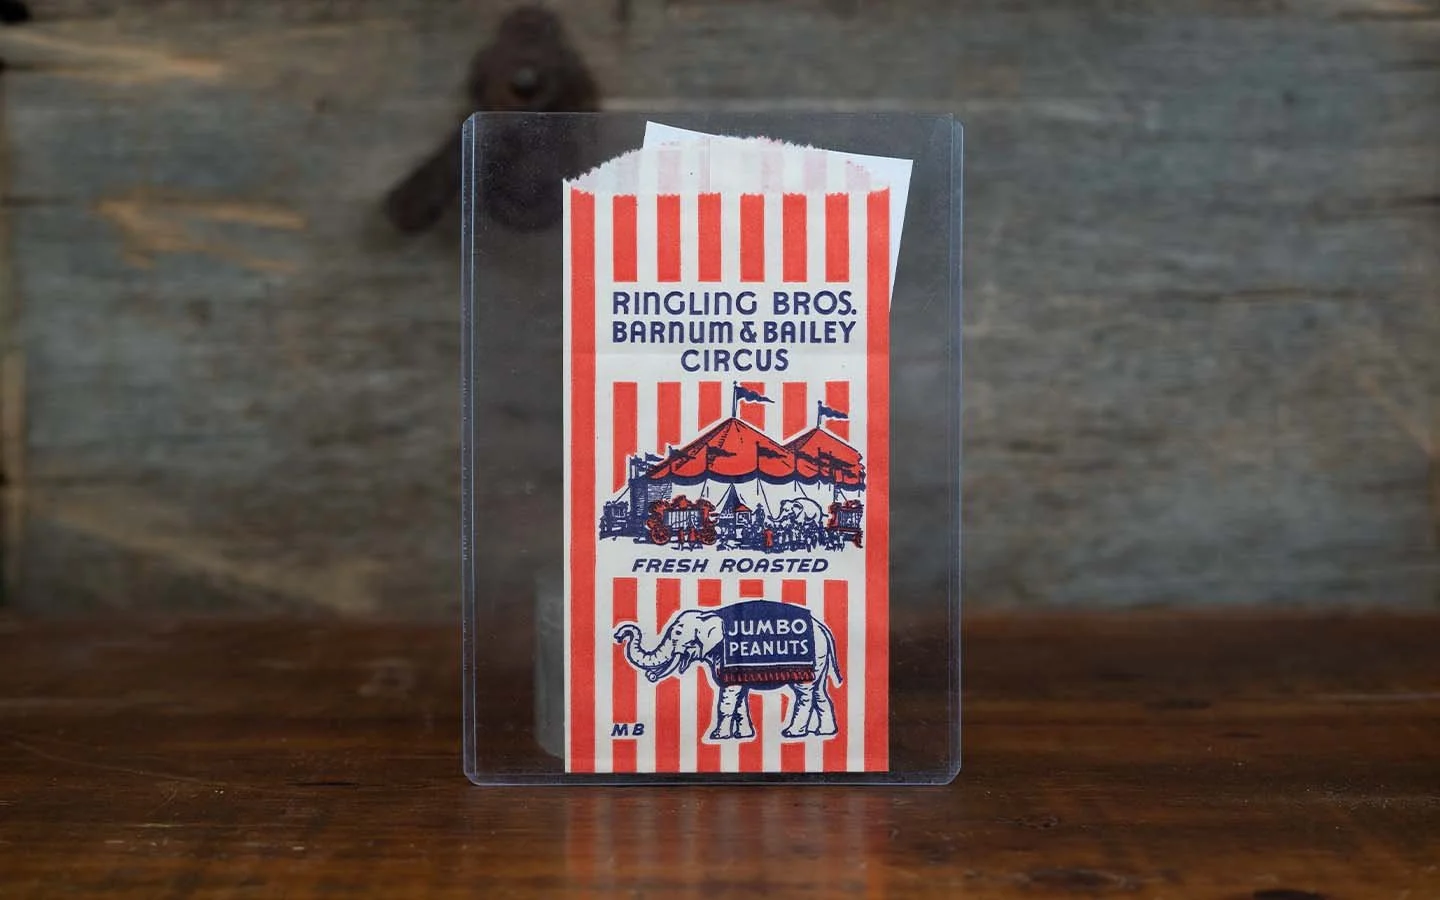 RINGLING BROS.
BARNUM & BAILEY
CIRCUS
FRESH ROASTED
JUMBO
PEANUTS
MB